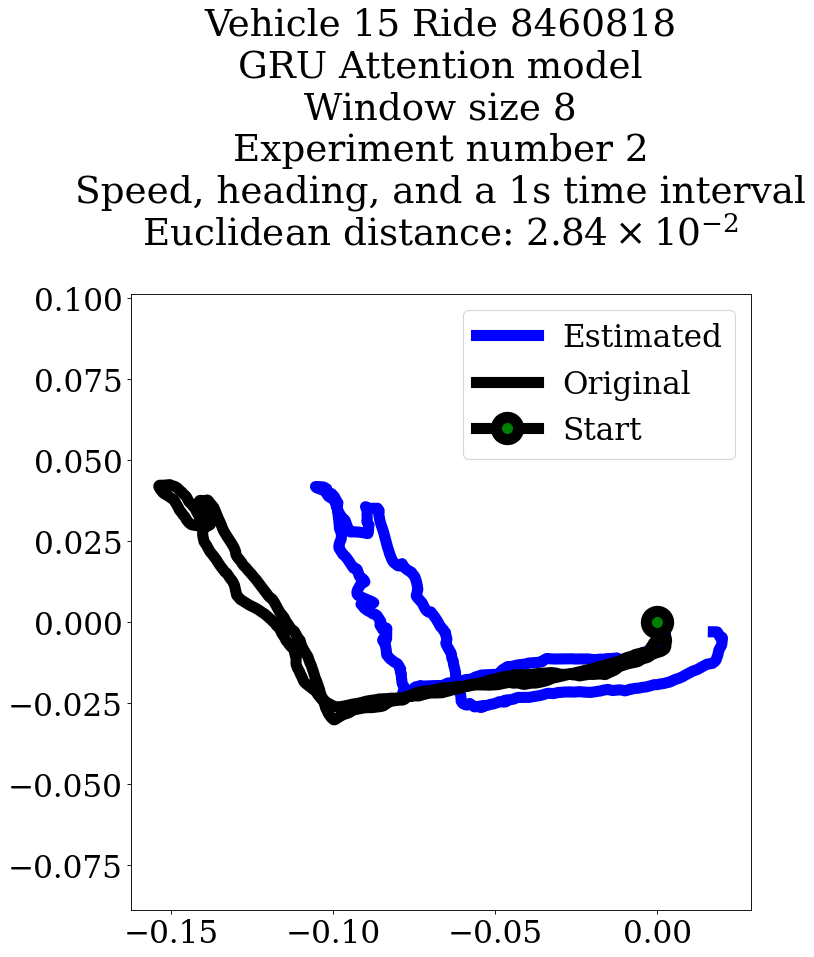 Vehicle 15 Ride 8460818
GRU Attention model
Window size 8
Experiment number 2
Speed, heading, and a 1s time interval
Euclidean distance: 2.84 × 10⁻²
Estimated
Original
Start
0.100
0.075
0.050
0.025
0.000
−0.025
−0.050
−0.075
−0.15 −0.10 −0.05 0.00